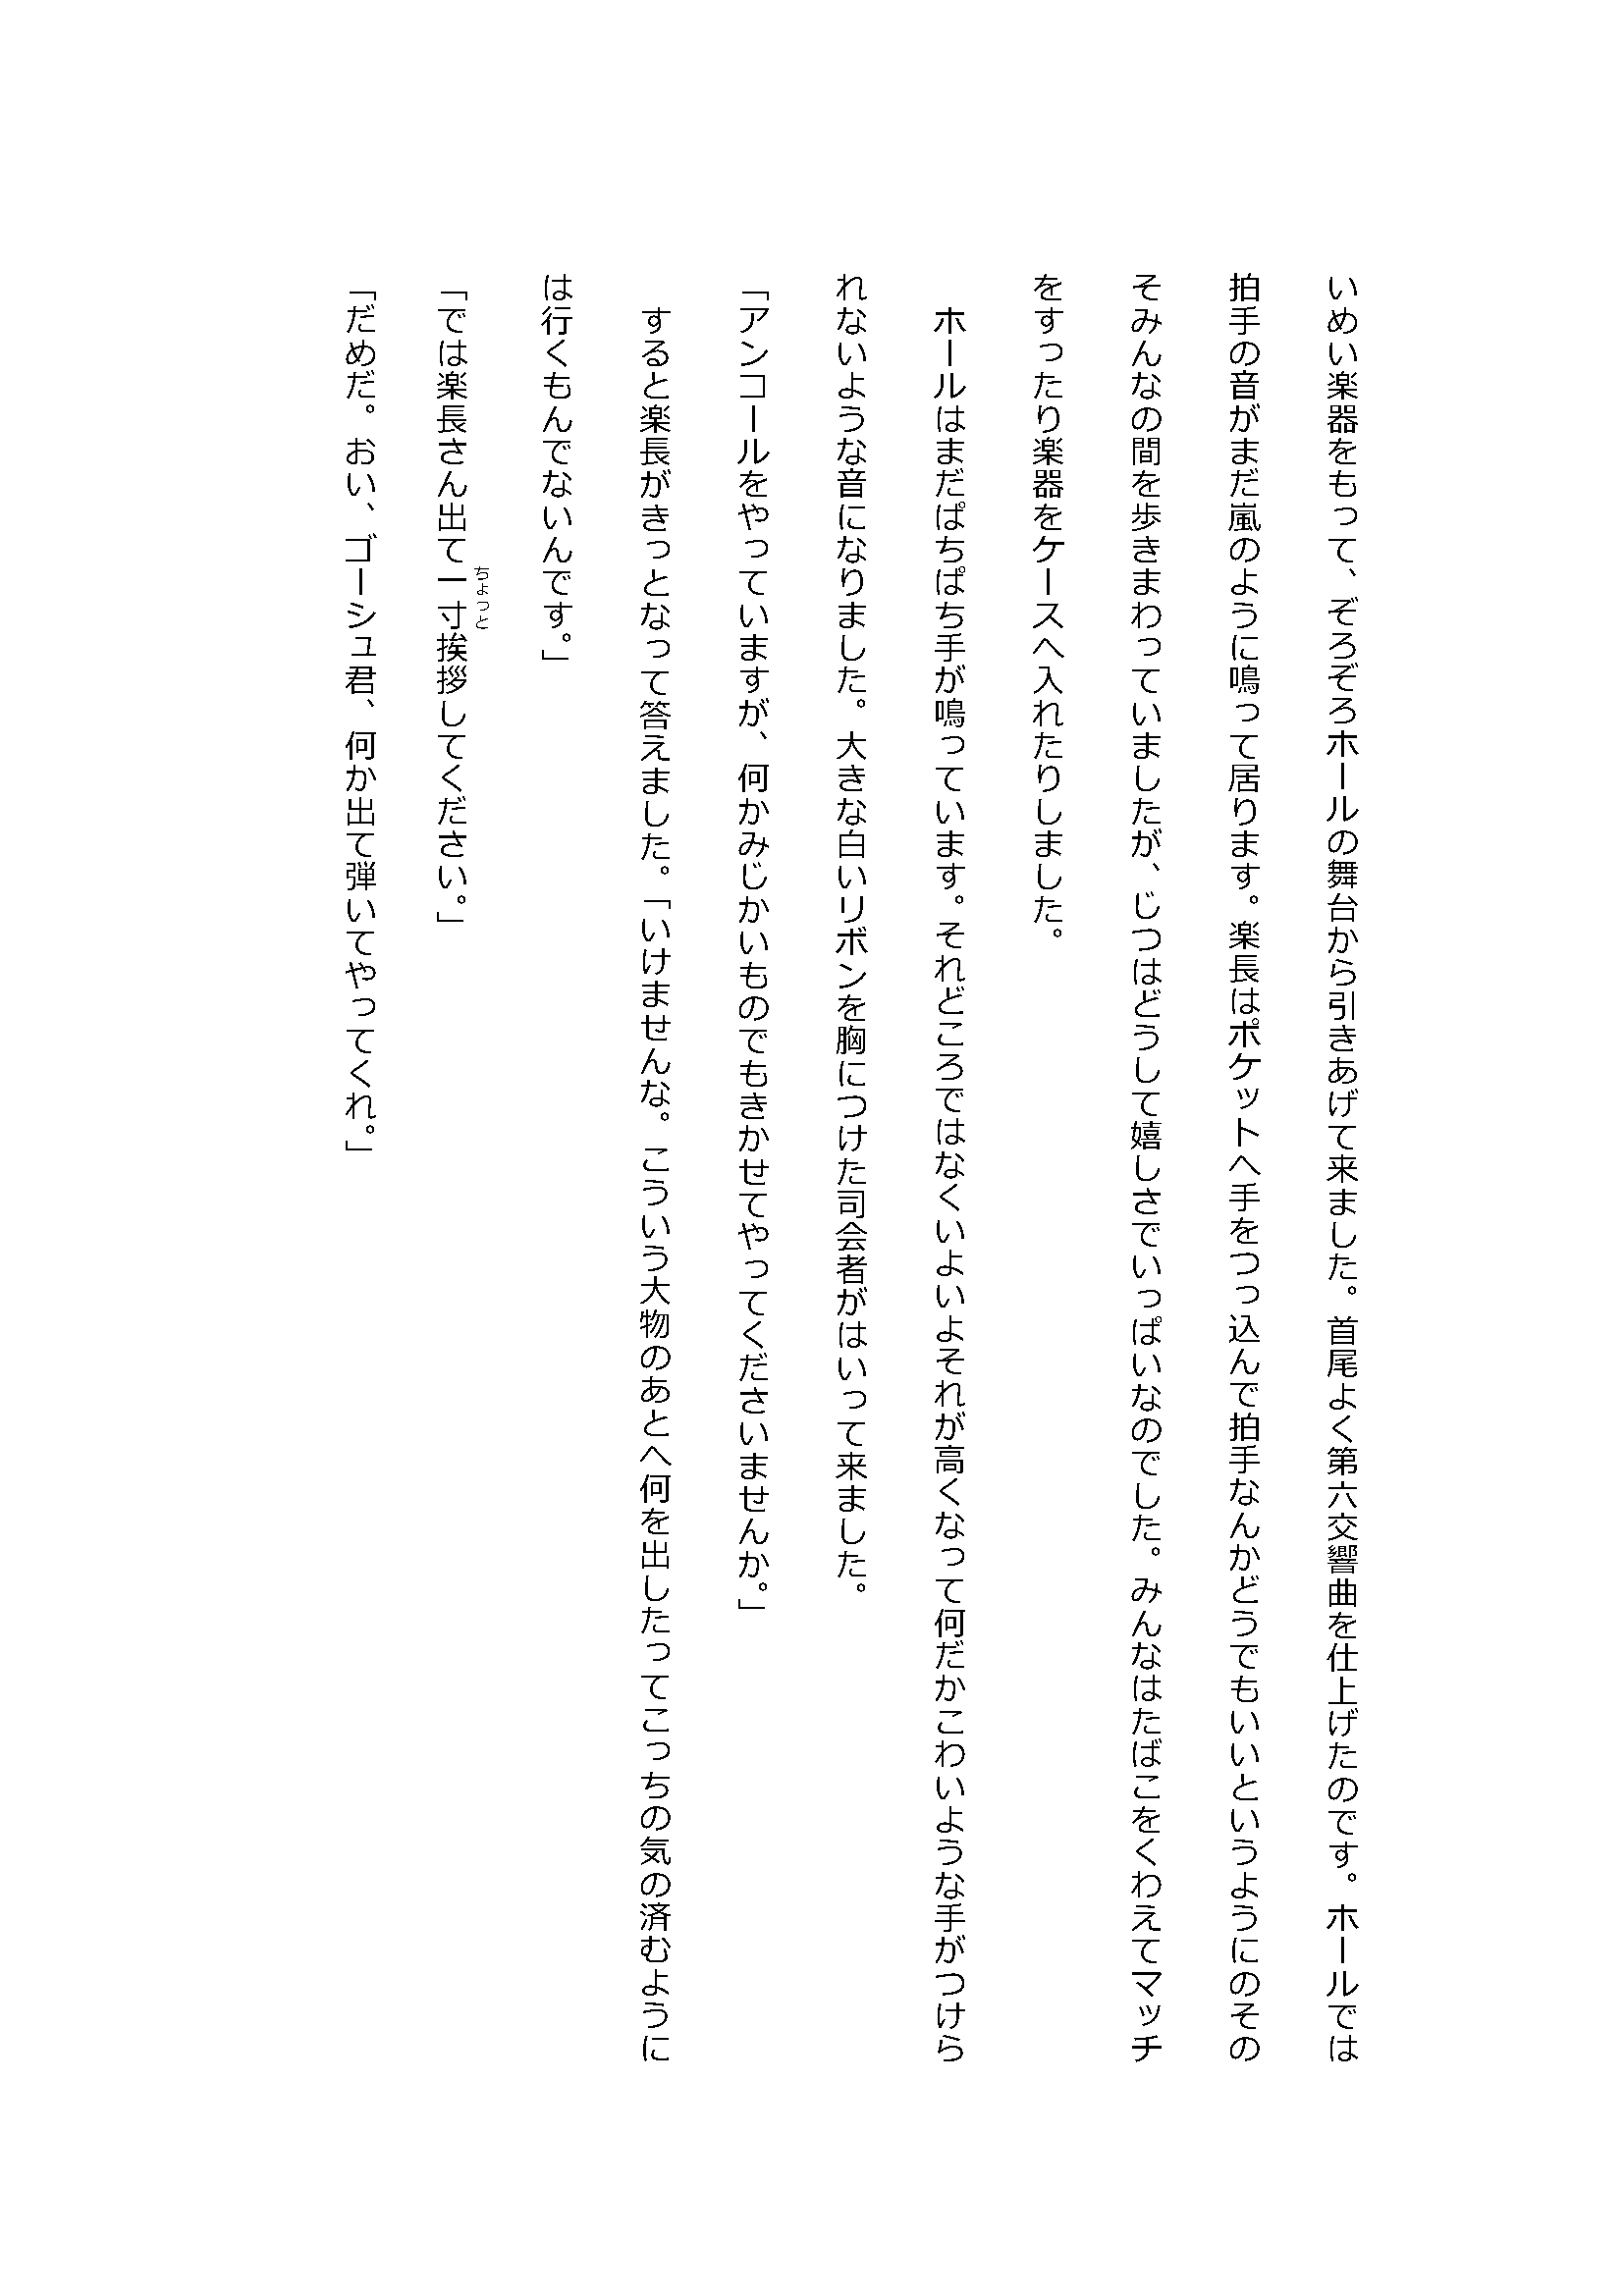 いめい楽器をもって、ぞろぞろホールの舞台から引きあげて来ました。首尾よく第六交響曲を仕上げたのです。ホールでは
拍手の音がまだ嵐のように鳴って居ります。楽長はポケットへ手をつっ込んで拍手なんかどうでもいいというようにのその
そみんなの間を歩きまわっていましたが、じつはどうして嬉しさでいっぱいなのでした。みんなはたばこをくわえてマッチ
をすったり楽器をケースへ入れたりしました。
　ホールはまだぱちぱち手が鳴っています。それどころではなくいよいよそれが高くなって何だかこわいような手がつけら
れないような音になりました。大きな白いリボンを胸につけた司会者がはいって来ました。
「アンコールをやっていますが、何かみじかいものでもきかせてやってくださいませんか。」
　すると楽長がきっとなって答えました。「いけませんな。こういう大物のあとへ何を出したってこっちの気の済むように
は行くもんでないんです。」
ちょっと
「では楽長さん出て一寸挨拶してください。」
「だめだ。おい、ゴーシュ君、何か出て弾いてやってくれ。」